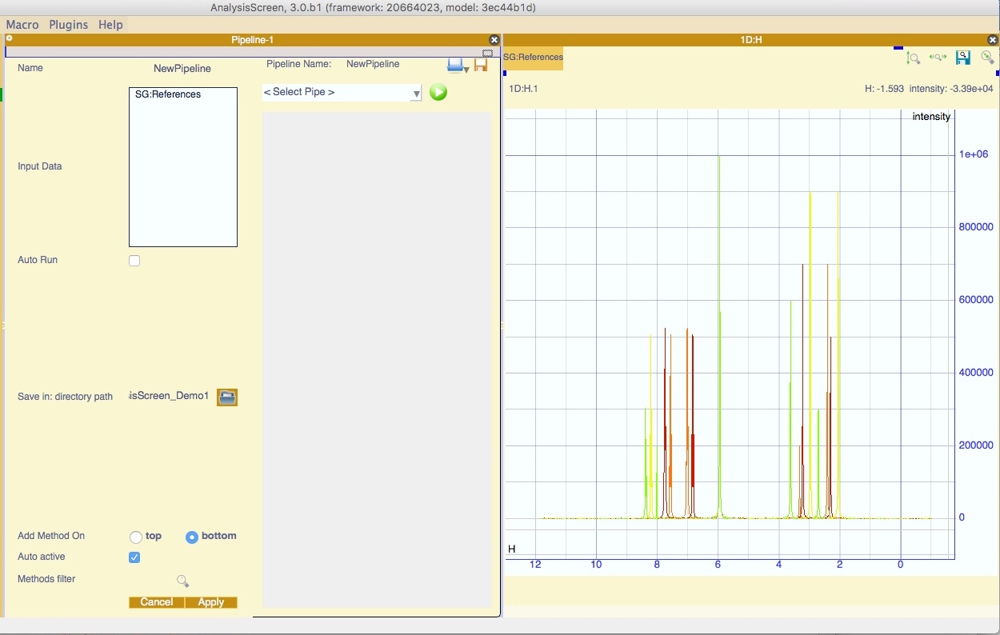 AnalysisScreen, 3.0.b1 (framework: 20664023, model: 3ec44b1d)
Macro Plugins Help
Pipeline-1
Name NewPipeline
Pipeline Name: NewPipeline
< Select Pipe >
SG:References
Input Data
Auto Run
Save in: directory path isScreen_Demo1
Add Method On top bottom
Auto active
Methods filter
Cancel Apply
1D:H
SG:References
1D:H.1 H: -1.593 intensity: -3.39e+04
intensity
1e+06
800000
600000
400000
200000
0
H
12 10 8 6 4 2 0